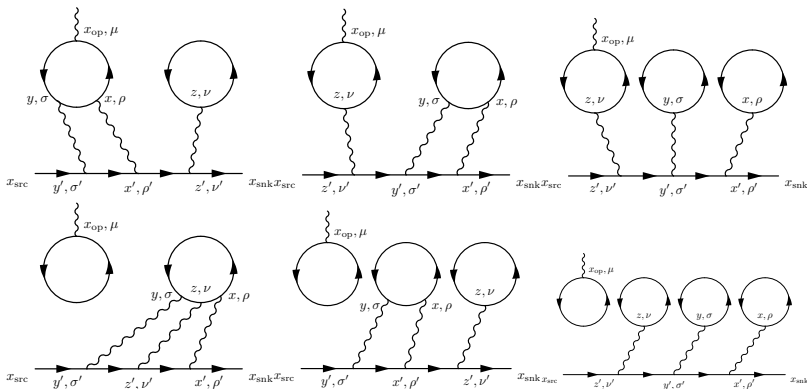 x_op, μ
y, σ x, ρ z, ν
x_src y′, σ′ x′, ρ′ z′, ν′ x_snk
x_op, μ
z, ν y, σ x, ρ
x_src z′, ν′ y′, σ′ x′, ρ′ x_snk
x_op, μ
z, ν y, σ x, ρ
x_src z′, ν′ y′, σ′ x′, ρ′ x_snk
x_op, μ
y, σ z, ν x, ρ
x_src y′, σ′ z′, ν′ x′, ρ′ x_snk
x_op, μ
y, σ x, ρ z, ν
x_src y′, σ′ x′, ρ′ z′, ν′ x_snk
x_op, μ
z, ν y, σ x, ρ
x_src z′, ν′ y′, σ′ x′, ρ′ x_snk